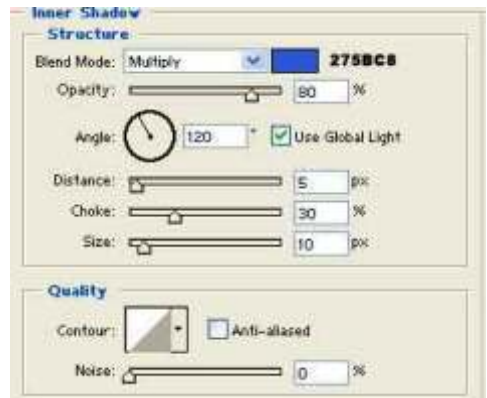 Inner Shadow
Structure
Blend Mode: Multiply 275BC8
Opacity: 80 %
Angle: 120 ° Use Global Light
Distance: 5 px
Choke: 30 %
Size: 10 px
Quality
Contour: Anti-aliased
Noise: 0 %